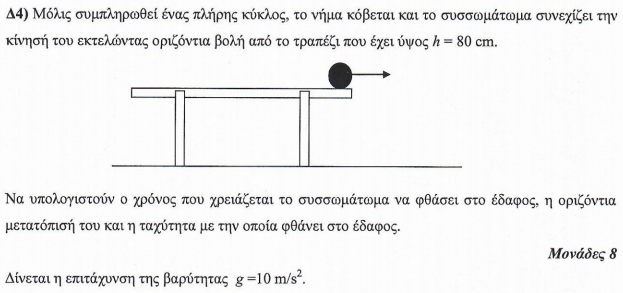 Δ4) Μόλις συμπληρωθεί ένας πλήρης κύκλος, το νήμα κόβεται και το συσσωμάτωμα συνεχίζει την
κίνησή του εκτελώντας οριζόντια βολή από το τραπέζι που έχει ύψος h = 80 cm.
Να υπολογιστούν ο χρόνος που χρειάζεται το συσσωμάτωμα να φθάσει στο έδαφος, η οριζόντια
μετατόπισή του και η ταχύτητα με την οποία φθάνει στο έδαφος.
Μονάδες 8
Δίνεται η επιτάχυνση της βαρύτητας g =10 m/s².